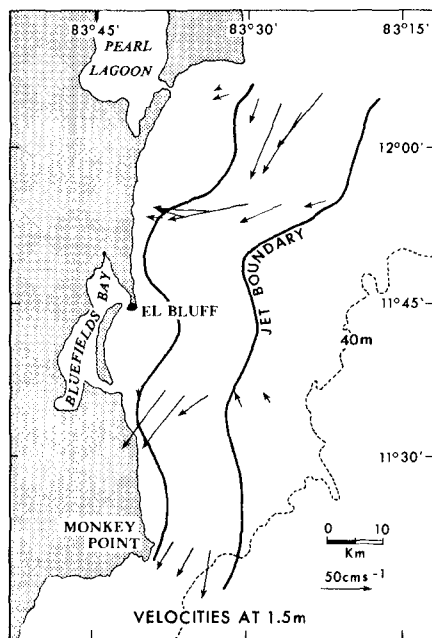 83°45' 83°30' 83°15'
PEARL
LAGOON
12°00'
JET BOUNDARY
BLUEFIELDS BAY
EL BLUFF
11°45'
40m
11°30'
MONKEY
POINT
0 10
Km
50cms⁻¹
VELOCITIES AT 1.5m